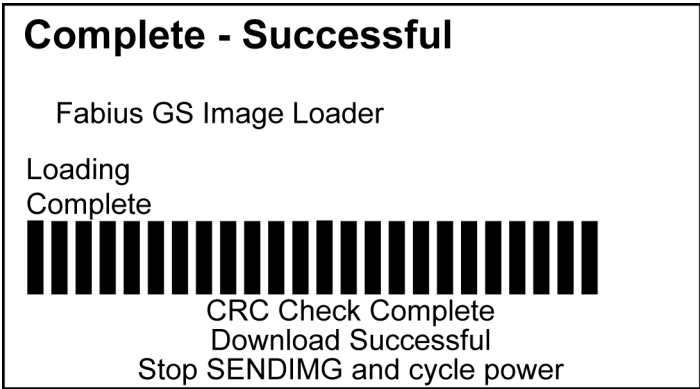 Complete - Successful
Fabius GS Image Loader
Loading
Complete
CRC Check Complete
Download Successful
Stop SENDIMG and cycle power